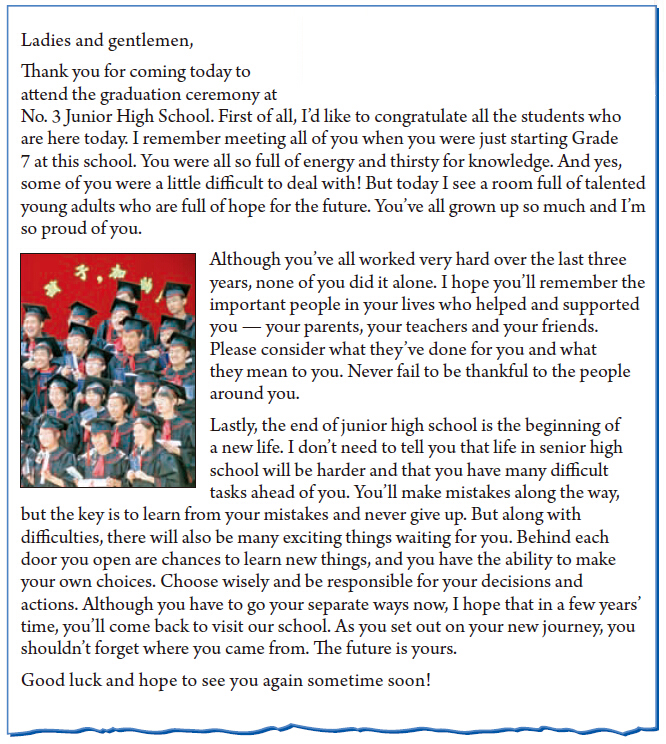 Ladies and gentlemen,
Thank you for coming today to
attend the graduation ceremony at
No. 3 Junior High School. First of all, I’d like to congratulate all the students who
are here today. I remember meeting all of you when you were just starting Grade
7 at this school. You were all so full of energy and thirsty for knowledge. And yes,
some of you were a little difficult to deal with! But today I see a room full of talented
young adults who are full of hope for the future. You’ve all grown up so much and I’m
so proud of you.
Although you’ve all worked very hard over the last three
years, none of you did it alone. I hope you’ll remember the
important people in your lives who helped and supported
you — your parents, your teachers and your friends.
Please consider what they’ve done for you and what
they mean to you. Never fail to be thankful to the people
around you.
Lastly, the end of junior high school is the beginning of
a new life. I don’t need to tell you that life in senior high
school will be harder and that you have many difficult
tasks ahead of you. You’ll make mistakes along the way,
but the key is to learn from your mistakes and never give up. But along with
difficulties, there will also be many exciting things waiting for you. Behind each
door you open are chances to learn new things, and you have the ability to make
your own choices. Choose wisely and be responsible for your decisions and
actions. Although you have to go your separate ways now, I hope that in a few years’
time, you’ll come back to visit our school. As you set out on your new journey, you
shouldn’t forget where you came from. The future is yours.
Good luck and hope to see you again sometime soon!